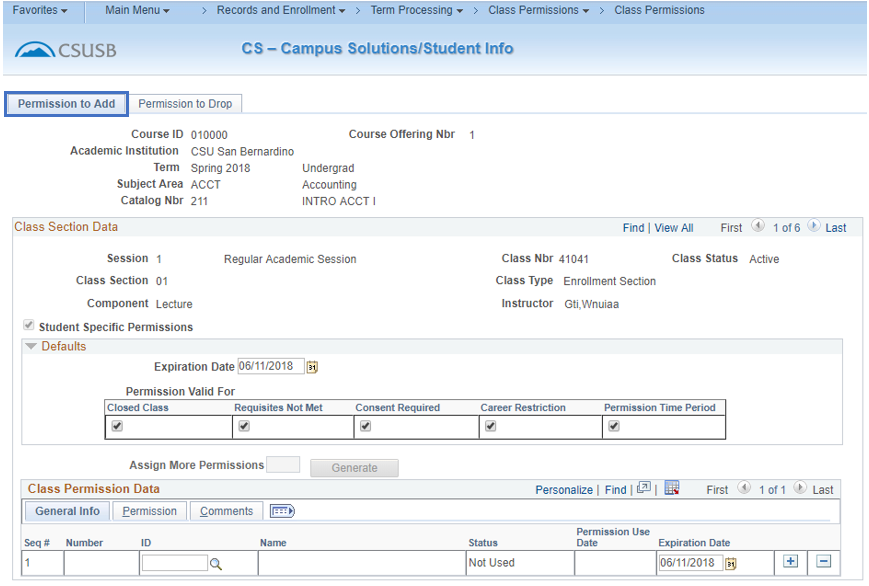 Favorites Main Menu > Records and Enrollment > Term Processing > Class Permissions > Class Permissions
CSUSB CS – Campus Solutions/Student Info
Permission to Add Permission to Drop
Course ID 010000 Course Offering Nbr 1
Academic Institution CSU San Bernardino
Term Spring 2018 Undergrad
Subject Area ACCT Accounting
Catalog Nbr 211 INTRO ACCT I
Class Section Data Find | View All First 1 of 6 Last
Session 1 Regular Academic Session Class Nbr 41041 Class Status Active
Class Section 01 Class Type Enrollment Section
Component Lecture Instructor Gti,Wnuiaa
Student Specific Permissions
Defaults
Expiration Date 06/11/2018 31
Permission Valid For
Closed Class Requisites Not Met Consent Required Career Restriction Permission Time Period
Assign More Permissions Generate
Class Permission Data Personalize | Find | | First 1 of 1 Last
General Info Permission Comments
Seq # Number ID Name Status Permission Use Date Expiration Date
1 Not Used 06/11/2018 31